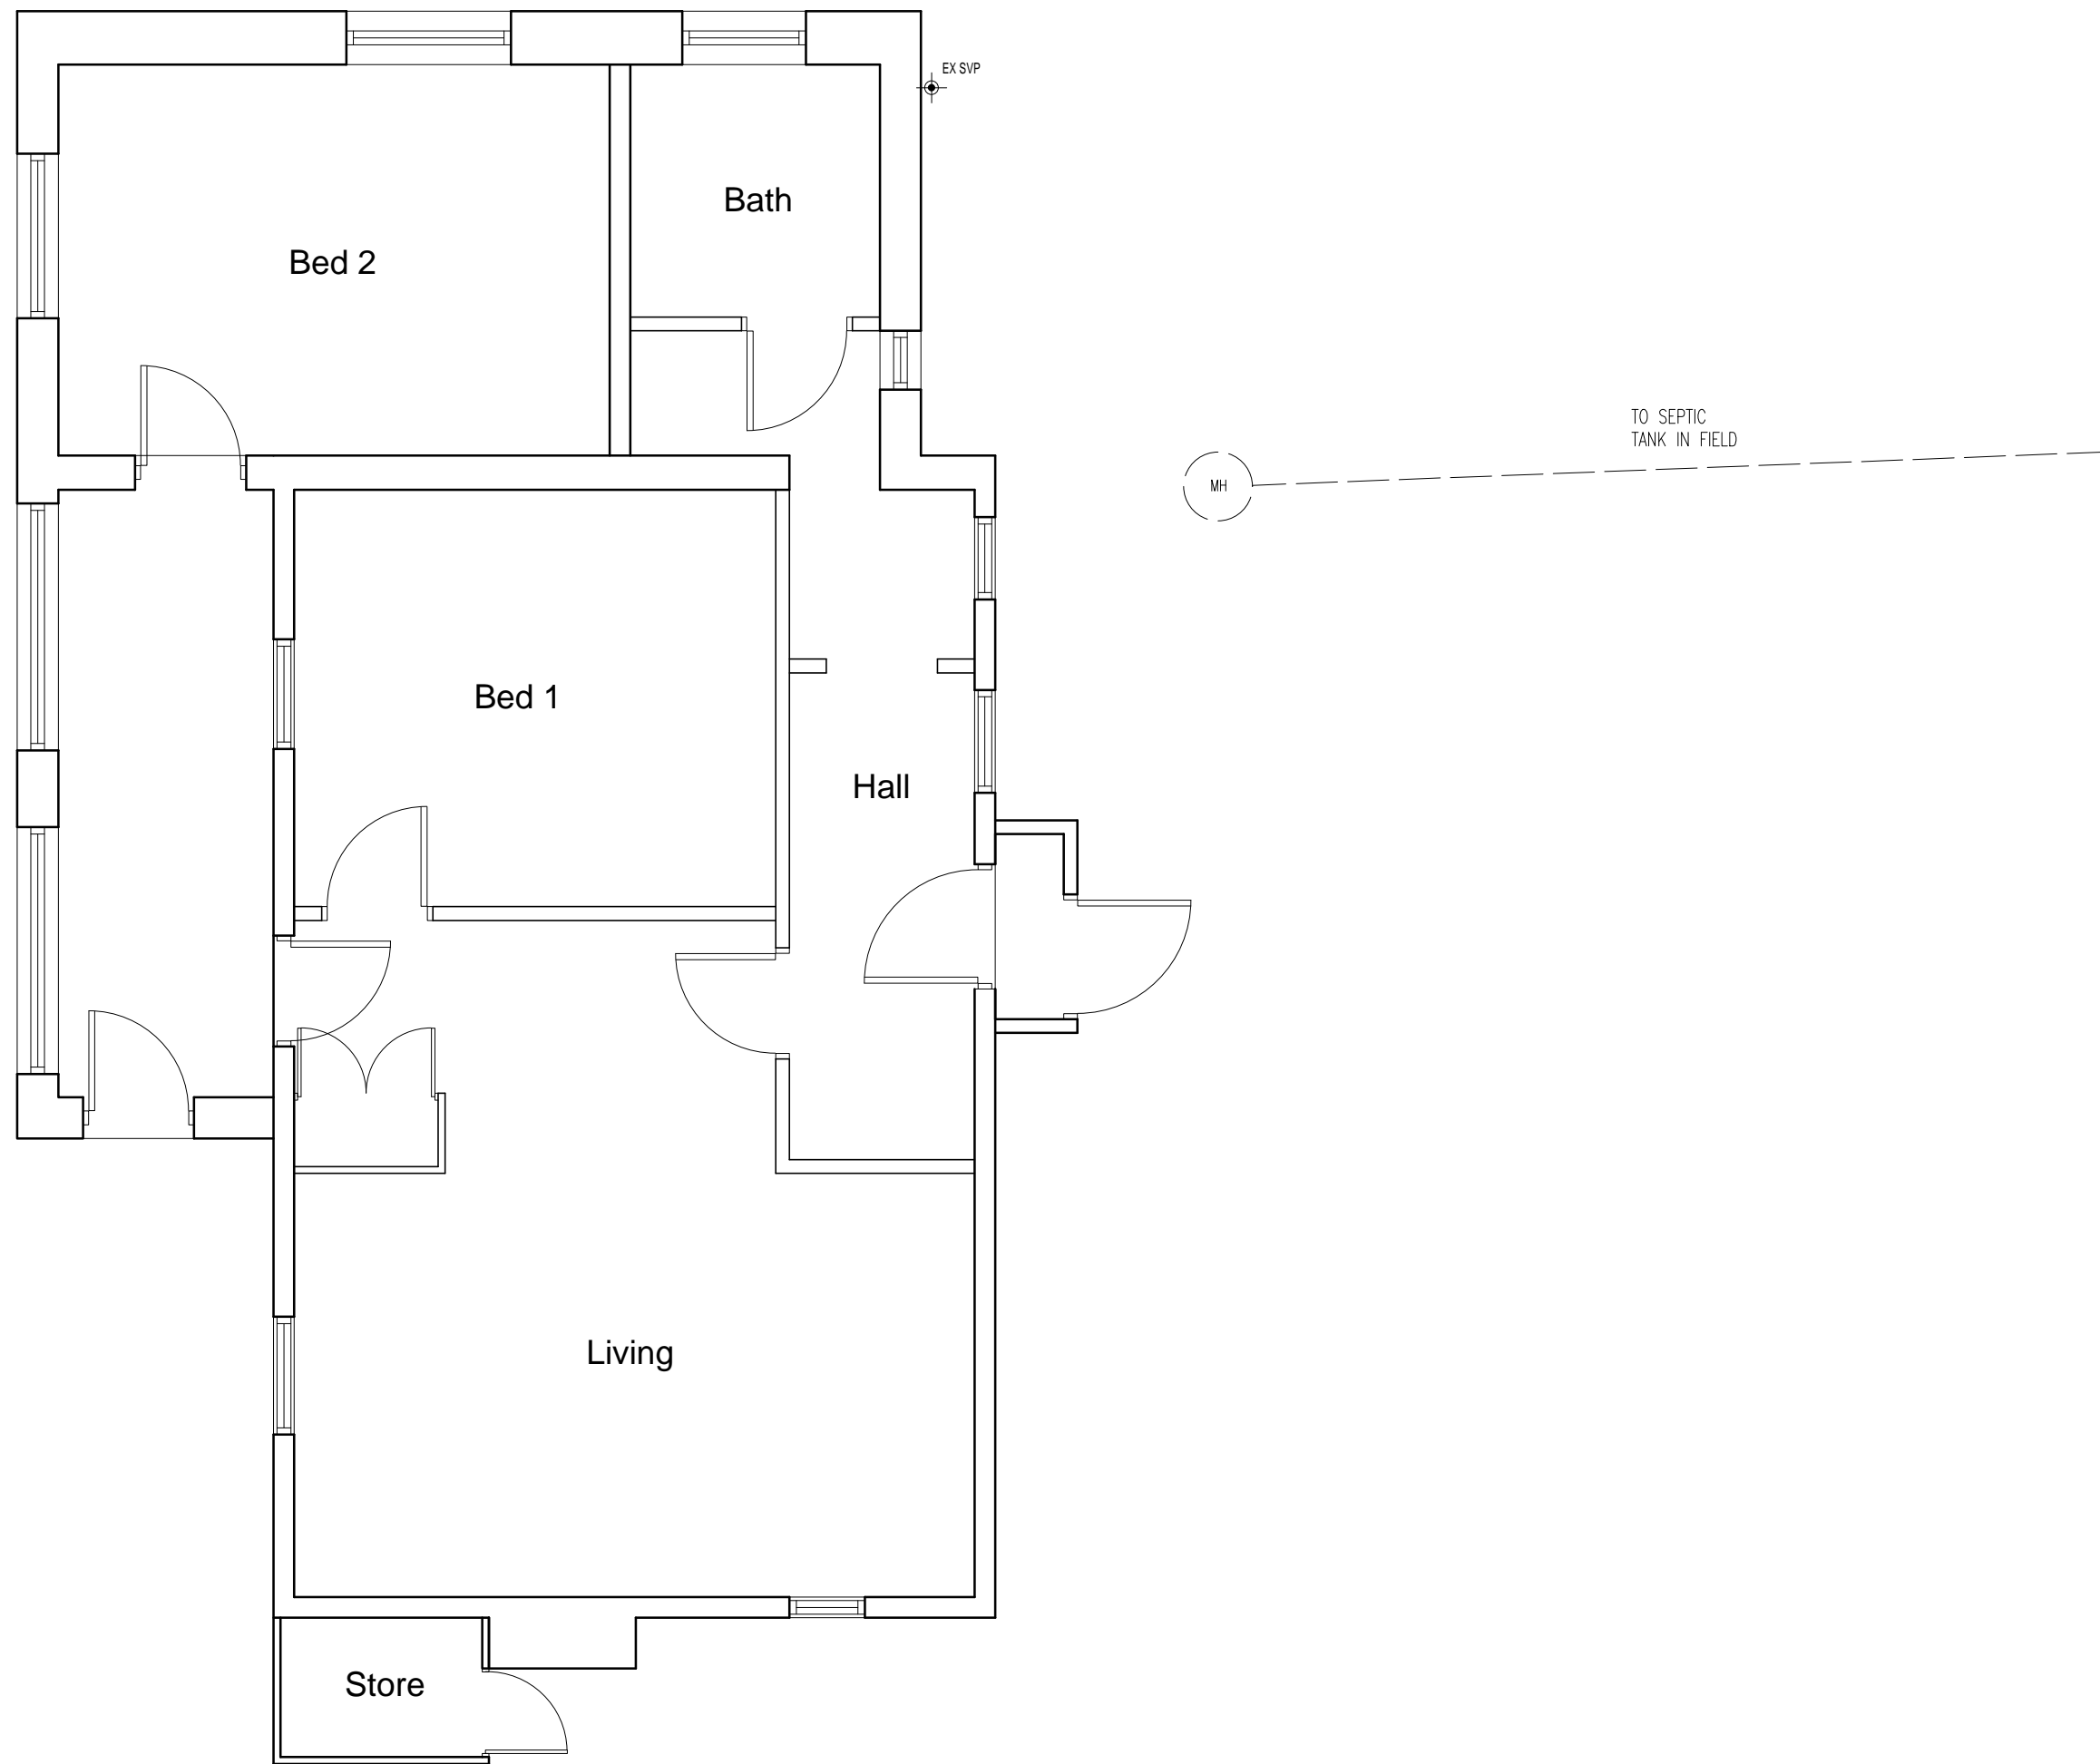 EX SVP
Bath
Bed 2
TO SEPTIC
TANK IN FIELD
MH
Bed 1
Hall
Living
Store